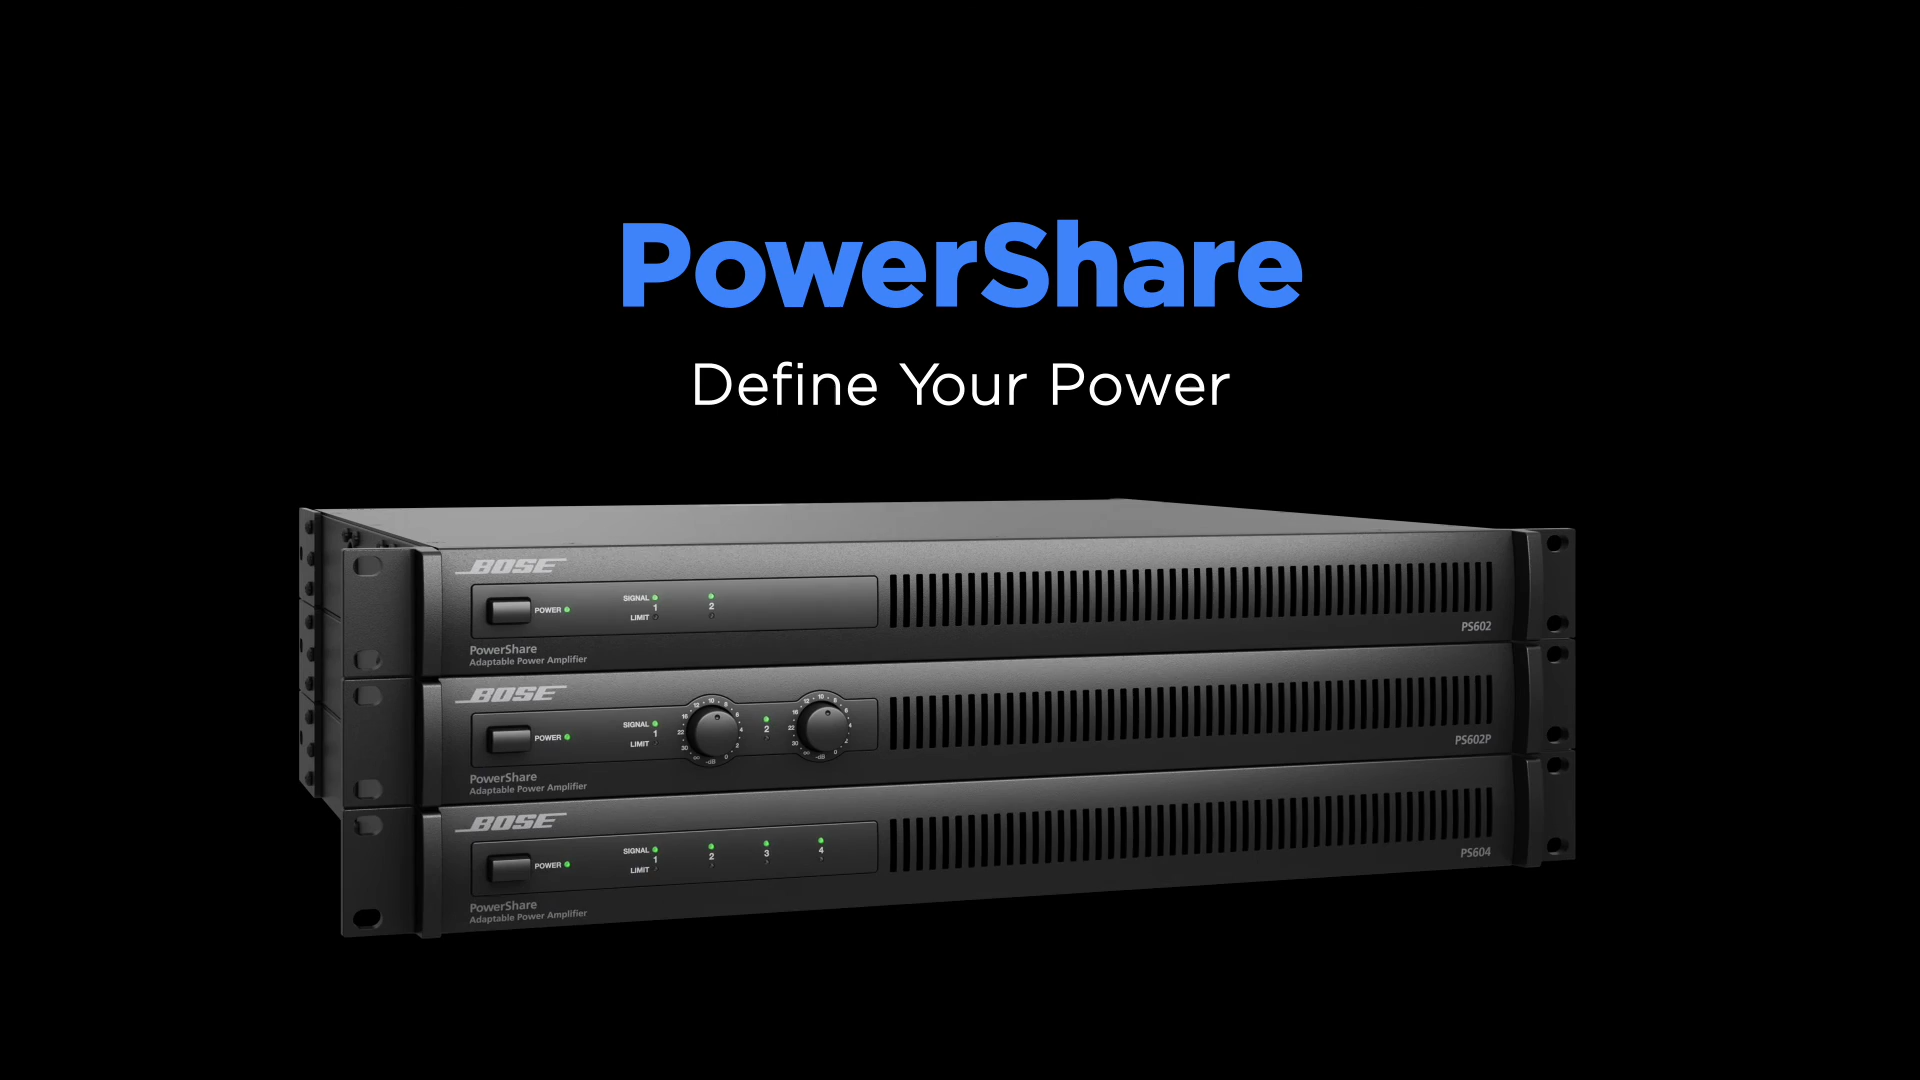 PowerShare
Define Your Power
BOSE
POWER
SIGNAL
1
2
LIMIT
PowerShare
Adaptable Power Amplifier
PS602
BOSE
POWER
SIGNAL
1
2
LIMIT
-dB
-dB
PowerShare
Adaptable Power Amplifier
PS602P
BOSE
POWER
SIGNAL
1
2
3
4
LIMIT
PowerShare
Adaptable Power Amplifier
PS604